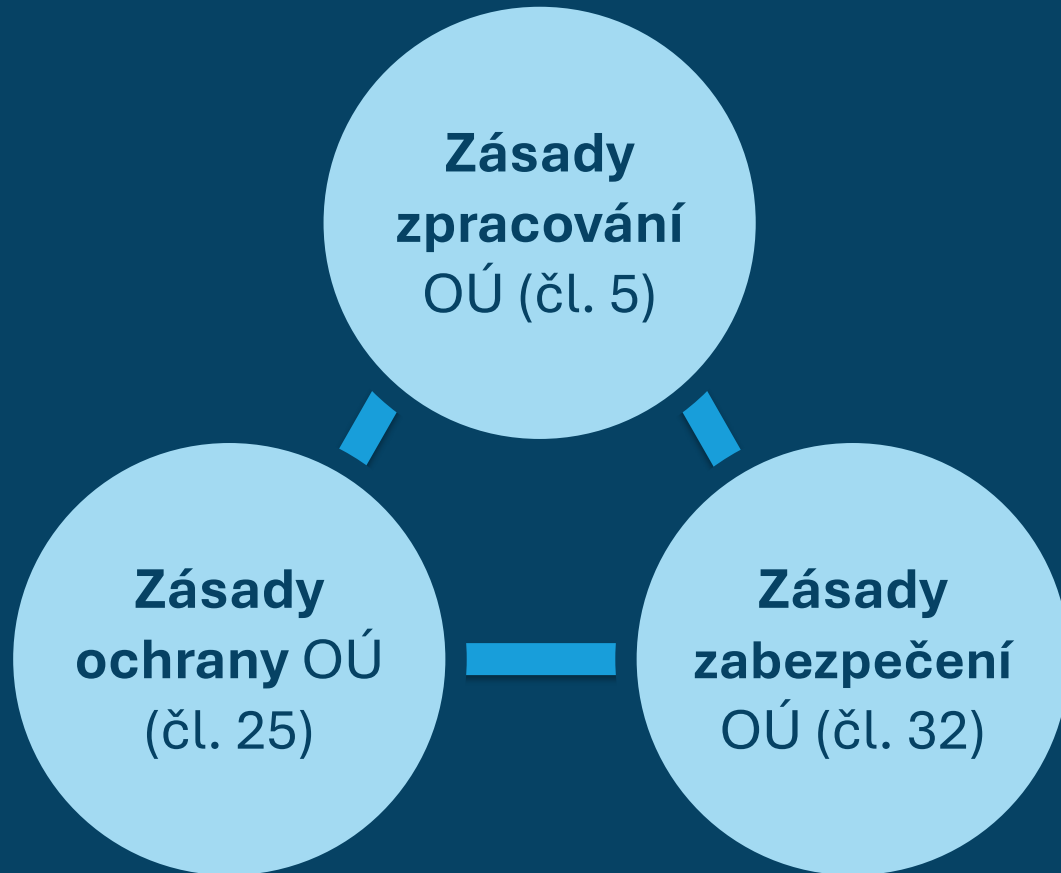 Zásady
zpracování
OÚ (čl. 5)
Zásady
ochrany OÚ
(čl. 25)
Zásady
zabezpečení
OÚ (čl. 32)